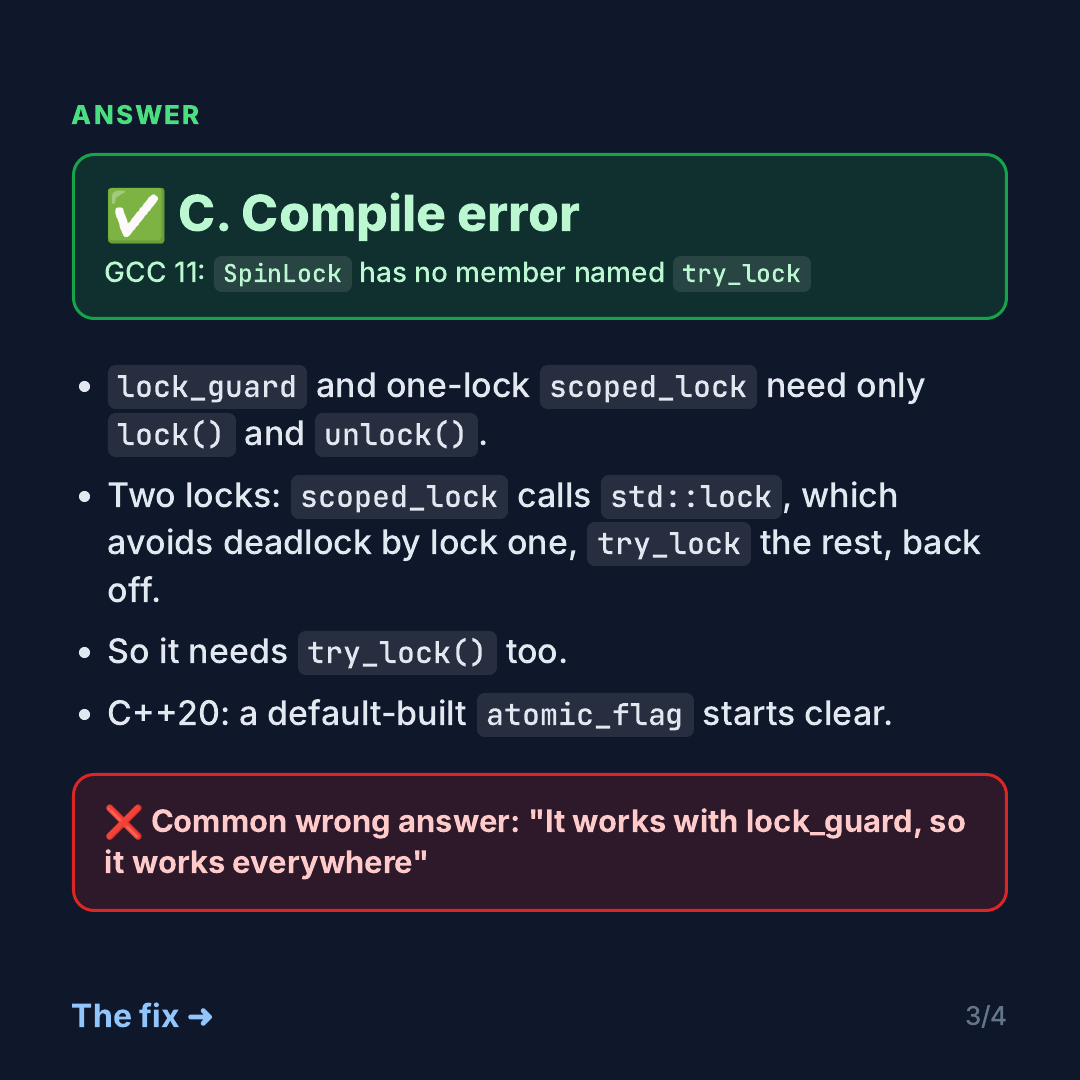 ANSWER
✅ C. Compile error
GCC 11: SpinLock has no member named try_lock
• lock_guard and one-lock scoped_lock need only
lock() and unlock().
• Two locks: scoped_lock calls std::lock, which
avoids deadlock by lock one, try_lock the rest, back
off.
• So it needs try_lock() too.
• C++20: a default-built atomic_flag starts clear.
❌ Common wrong answer: "It works with lock_guard, so
it works everywhere"
The fix ➜
3/4